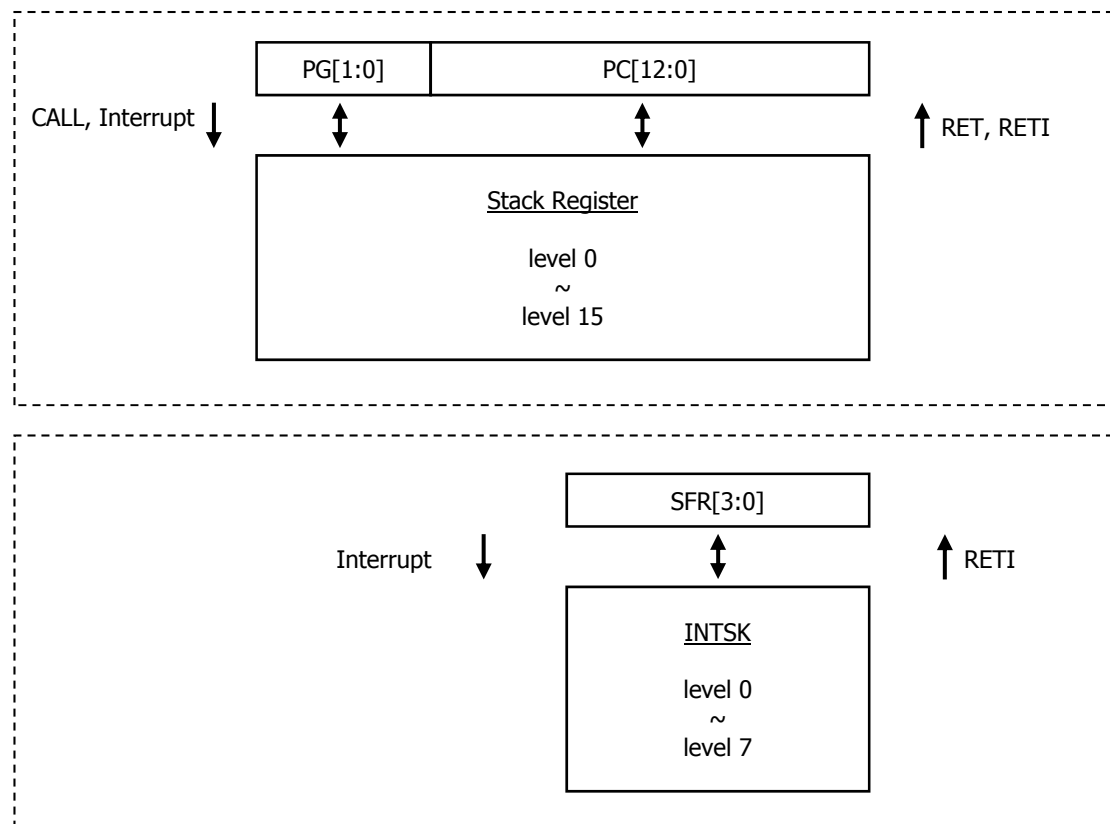 PG[1:0] PC[12:0]
CALL, Interrupt RET, RETI
Stack Register
level 0
~
level 15
SFR[3:0]
Interrupt RETI
INTSK
level 0
~
level 7